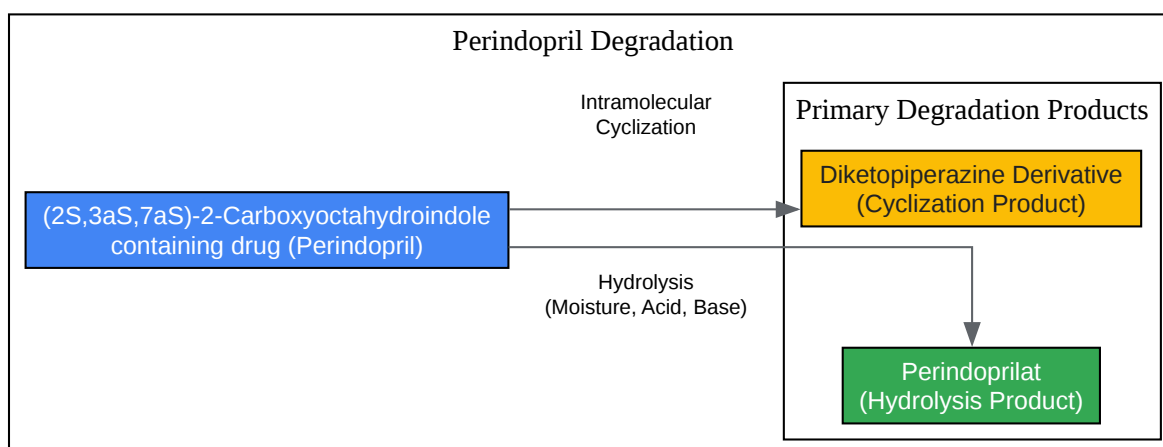 Perindopril Degradation
Intramolecular
Cyclization
Primary Degradation Products
Diketopiperazine Derivative
(Cyclization Product)
(2S,3aS,7aS)-2-Carboxyoctahydroindole
containing drug (Perindopril)
Hydrolysis
(Moisture, Acid, Base)
Perindoprilat
(Hydrolysis Product)